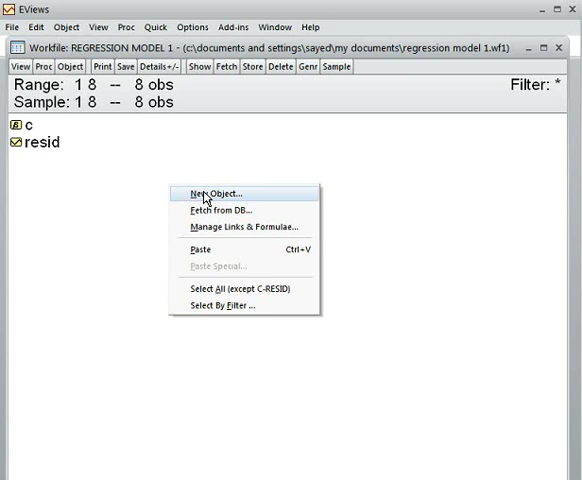 EViews
File Edit Object View Proc Quick Options Add-ins Window Help
Workfile: REGRESSION MODEL 1 - (c:\documents and settings\sayed\my documents\regression model 1.wf1)
View Proc Object Print Save Details+/- Show Fetch Store Delete Genr Sample
Range: 1 8 -- 8 obs Filter: *
Sample: 1 8 -- 8 obs
c
resid
New Object...
Fetch from DB...
Manage Links & Formulae...
Paste Ctrl+V
Paste Special...
Select All (except C-RESID)
Select By Filter ...